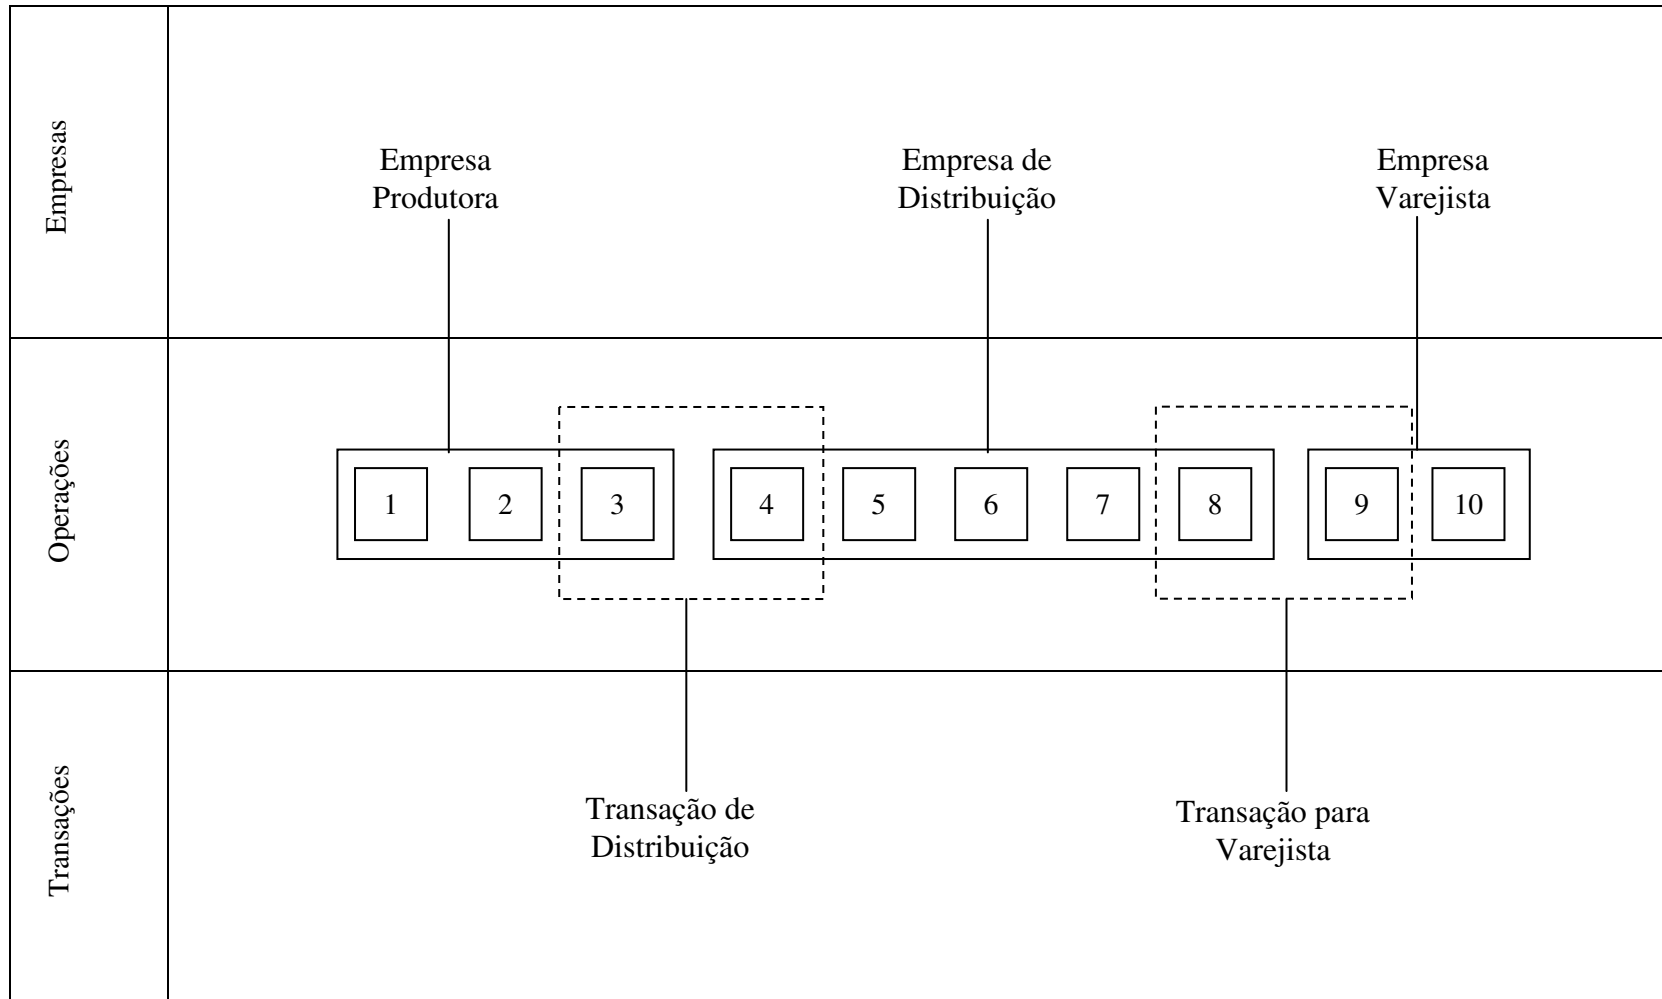 Empresas
Empresa
Produtora
Empresa de
Distribuição
Empresa
Varejista
Operações
1
2
3
4
5
6
7
8
9
10
Transações
Transação de
Distribuição
Transação para
Varejista